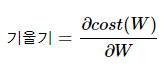 기울기 = ∂cost(W) / ∂W